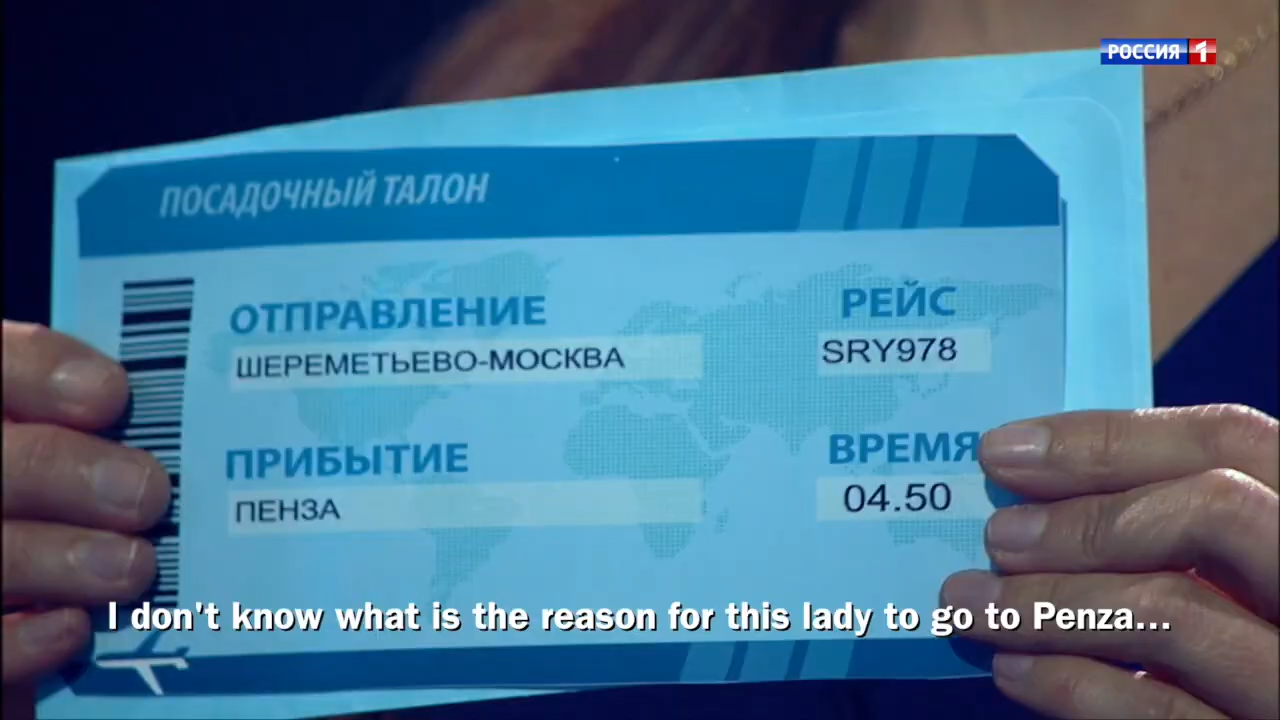 РОССИЯ 1
ПОСАДОЧНЫЙ ТАЛОН
ОТПРАВЛЕНИЕ
РЕЙС
ШЕРЕМЕТЬЕВО-МОСКВА
SRY978
ПРИБЫТИЕ
ВРЕМЯ
ПЕНЗА
04.50
I don't know what is the reason for this lady to go to Penza...